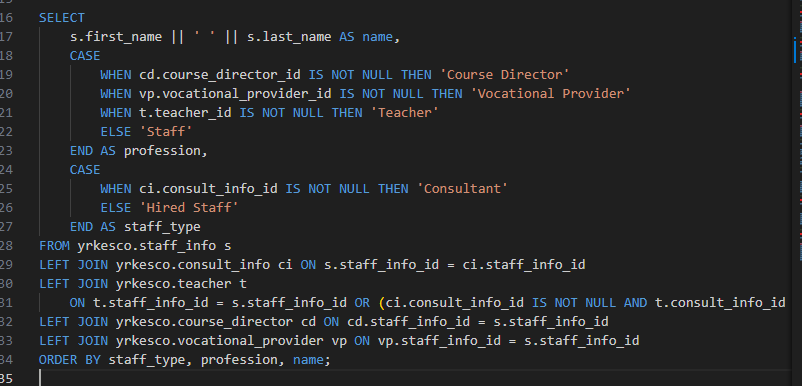 16 SELECT
17 s.first_name || ' ' || s.last_name AS name,
18 CASE
19 WHEN cd.course_director_id IS NOT NULL THEN 'Course Director'
20 WHEN vp.vocational_provider_id IS NOT NULL THEN 'Vocational Provider'
21 WHEN t.teacher_id IS NOT NULL THEN 'Teacher'
22 ELSE 'Staff'
23 END AS profession,
24 CASE
25 WHEN ci.consult_info_id IS NOT NULL THEN 'Consultant'
26 ELSE 'Hired Staff'
27 END AS staff_type
28 FROM yrkesco.staff_info s
29 LEFT JOIN yrkesco.consult_info ci ON s.staff_info_id = ci.staff_info_id
30 LEFT JOIN yrkesco.teacher t
31 ON t.staff_info_id = s.staff_info_id OR (ci.consult_info_id IS NOT NULL AND t.consult_info_id
32 LEFT JOIN yrkesco.course_director cd ON cd.staff_info_id = s.staff_info_id
33 LEFT JOIN yrkesco.vocational_provider vp ON vp.staff_info_id = s.staff_info_id
34 ORDER BY staff_type, profession, name;
35